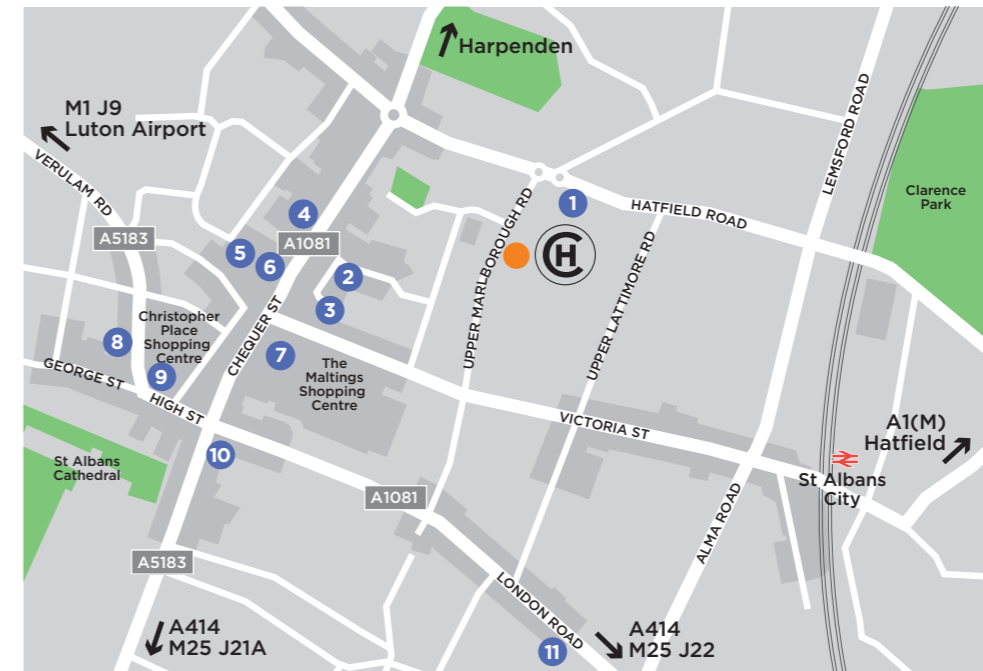 Harpenden
M1 J9
Luton Airport
VERULAM RD
A5183
LEMSFORD ROAD
Clarence
Park
HATFIELD ROAD
UPPER MARLBOROUGH RD
UPPER LATTIMORE RD
1
CH
4
A1081
5
6
2
3
CHEQUER ST
Christopher
Place
Shopping
Centre
8
9
7
The
Maltings
Shopping
Centre
GEORGE ST
HIGH ST
VICTORIA ST
A1(M)
Hatfield
St Albans
City
St Albans
Cathedral
10
A1081
ALMA ROAD
A5183
LONDON ROAD
A414
M25 J21A
11
A414
M25 J22